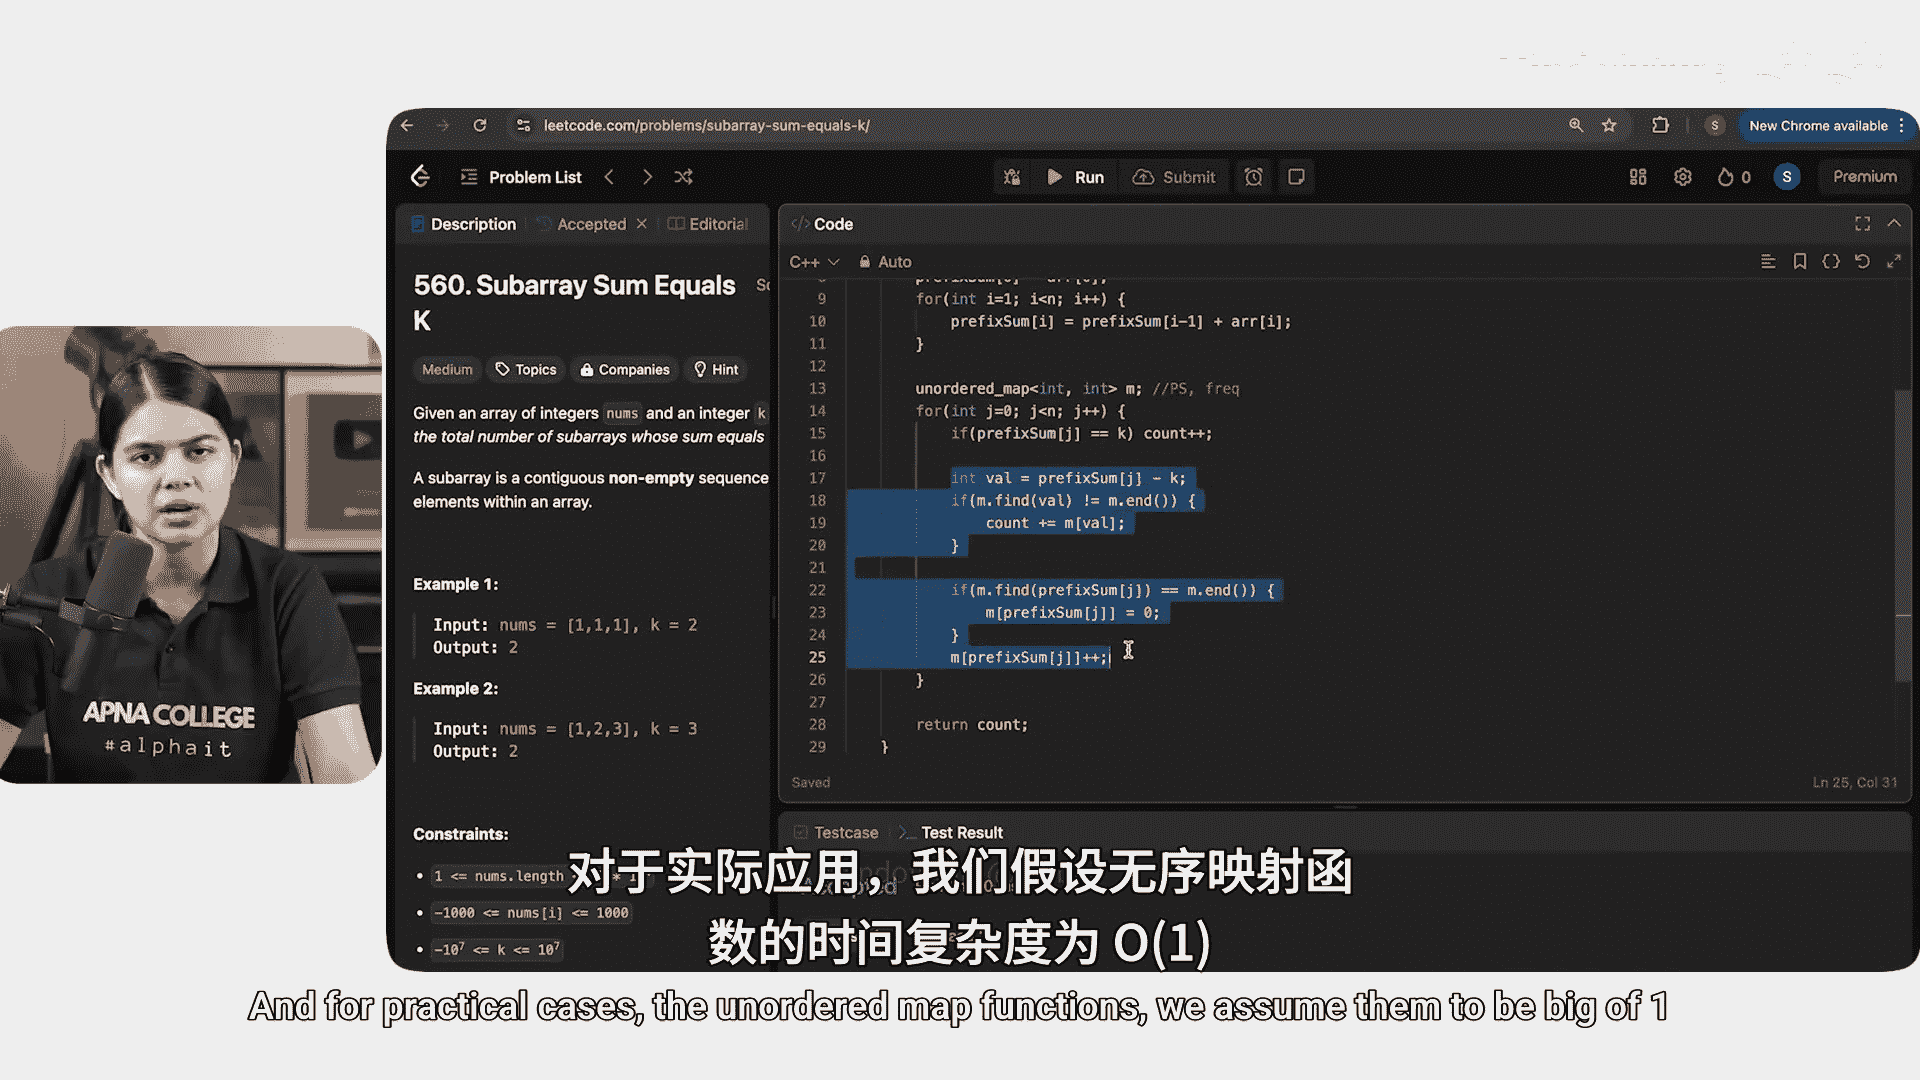 leetcode.com/problems/subarray-sum-equals-k/
S
New Chrome available
Problem List
Run
Submit
0
S
Premium
Description
Accepted
Editorial
</> Code
C++
Auto
560. Subarray Sum Equals
K
Medium
Topics
Companies
Hint
Given an array of integers nums and an integer k
the total number of subarrays whose sum equals
A subarray is a contiguous non-empty sequence
elements within an array.
Example 1:
Input: nums = [1,1,1], k = 2
Output: 2
Example 2:
Input: nums = [1,2,3], k = 3
Output: 2
Constraints:
1 <= nums.length
-1000 <= nums[i] <= 1000
-10⁷ <= k <= 10⁷
9 for(int i=1; i<n; i++) {
10 prefixSum[i] = prefixSum[i-1] + arr[i];
11 }
12
13 unordered_map<int, int> m; //PS, freq
14 for(int j=0; j<n; j++) {
15 if(prefixSum[j] == k) count++;
16
17 int val = prefixSum[j] - k;
18 if(m.find(val) != m.end()) {
19 count += m[val];
20 }
21
22 if(m.find(prefixSum[j]) == m.end()) {
23 m[prefixSum[j]] = 0;
24 }
25 m[prefixSum[j]]++;
26 }
27
28 return count;
29 }
Saved
Ln 25, Col 31
Testcase
Test Result
APNA COLLEGE
#alphait
对于实际应用，我们假设无序映射函
数的时间复杂度为 O(1)
And for practical cases, the unordered map functions, we assume them to be big of 1